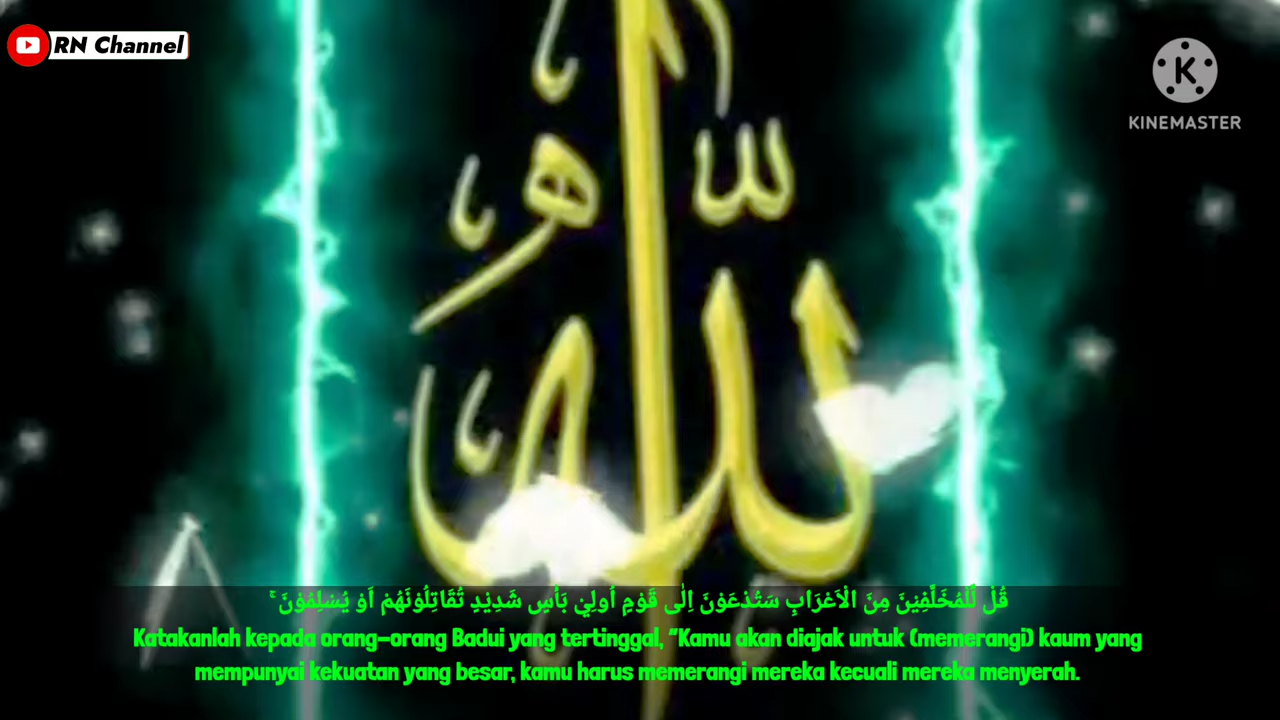 RN Channel
KINEMASTER
قُلْ لِّلْمُخَلَّفِيْنَ مِنَ الْاَعْرَابِ سَتُدْعَوْنَ اِلٰى قَوْمٍ اُولِيْ بَأْسٍ شَدِيْدٍ تُقَاتِلُوْنَهُمْ اَوْ يُسْلِمُوْنَ ۚ
Katakanlah kepada orang-orang Badui yang tertinggal, "Kamu akan diajak untuk (memerangi) kaum yang
mempunyai kekuatan yang besar, kamu harus memerangi mereka kecuali mereka menyerah.